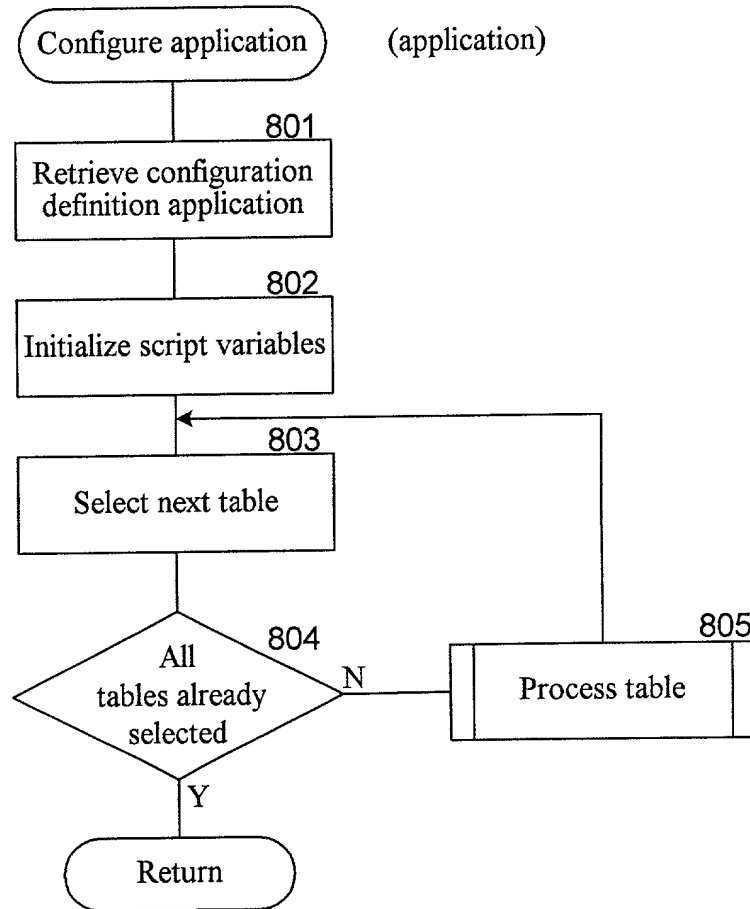 Configure application
(application)
801
Retrieve configuration
definition application
802
Initialize script variables
803
Select next table
804
All
tables already
selected
N
805
Process table
Y
Return